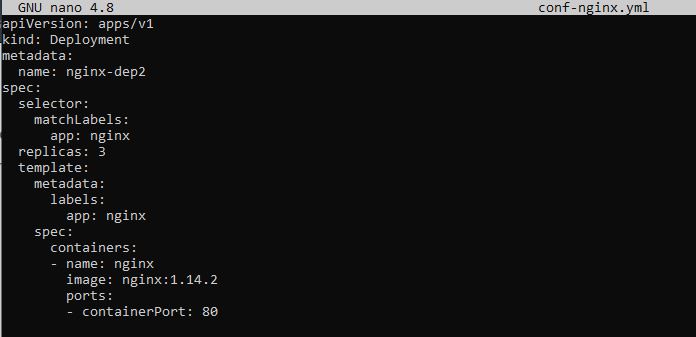 GNU nano 4.8 conf-nginx.yml
apiVersion: apps/v1
kind: Deployment
metadata:
  name: nginx-dep2
spec:
  selector:
    matchLabels:
      app: nginx
  replicas: 3
  template:
    metadata:
      labels:
        app: nginx
    spec:
      containers:
      - name: nginx
        image: nginx:1.14.2
        ports:
        - containerPort: 80